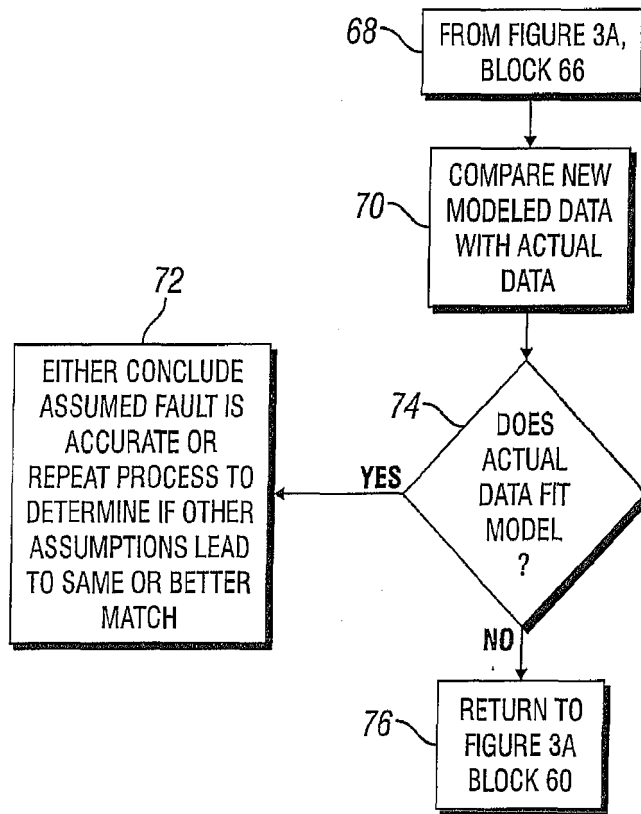 68
FROM FIGURE 3A,
BLOCK 66
70
COMPARE NEW
MODELED DATA
WITH ACTUAL
DATA
72
EITHER CONCLUDE
ASSUMED FAULT IS
ACCURATE OR
REPEAT PROCESS TO
DETERMINE IF OTHER
ASSUMPTIONS LEAD
TO SAME OR BETTER
MATCH
74
DOES
ACTUAL
DATA FIT
MODEL
?
YES
NO
76
RETURN TO
FIGURE 3A
BLOCK 60